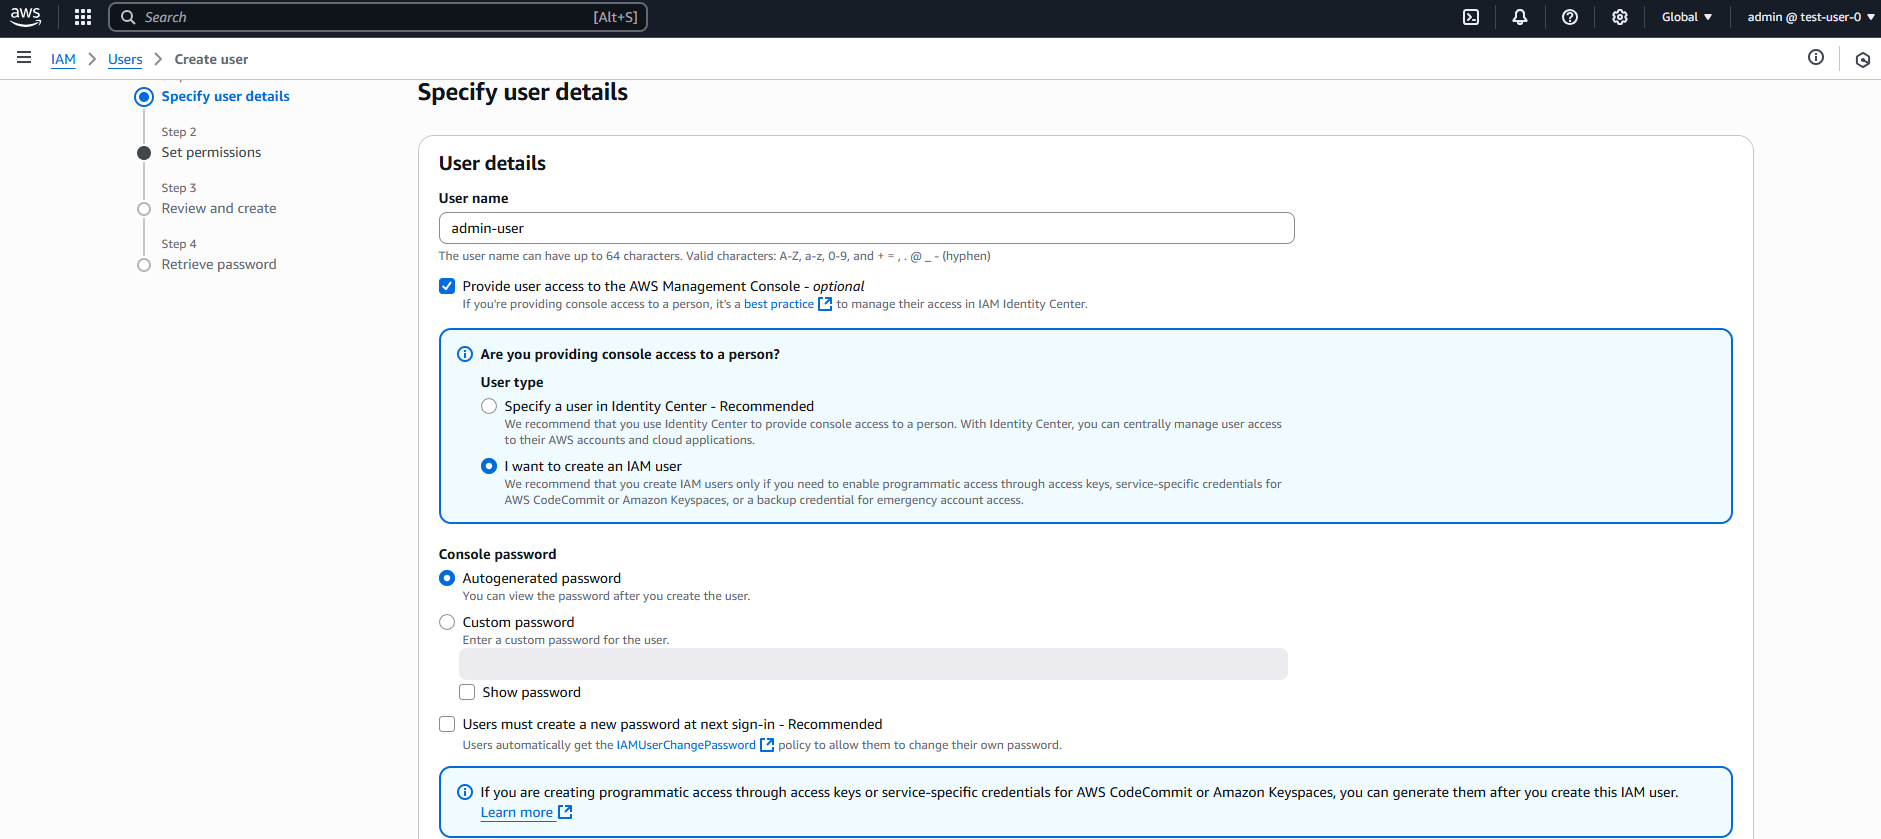 aws
Search
[Alt+S]
Global
admin @ test-user-0
IAM
Users
Create user
Specify user details
Step 2
Set permissions
Step 3
Review and create
Step 4
Retrieve password
Specify user details
User details
User name
admin-user
The user name can have up to 64 characters. Valid characters: A-Z, a-z, 0-9, and + = , . @ _ - (hyphen)
Provide user access to the AWS Management Console - optional
If you're providing console access to a person, it's a best practice to manage their access in IAM Identity Center.
Are you providing console access to a person?
User type
Specify a user in Identity Center - Recommended
We recommend that you use Identity Center to provide console access to a person. With Identity Center, you can centrally manage user access
to their AWS accounts and cloud applications.
I want to create an IAM user
We recommend that you create IAM users only if you need to enable programmatic access through access keys, service-specific credentials for
AWS CodeCommit or Amazon Keyspaces, or a backup credential for emergency account access.
Console password
Autogenerated password
You can view the password after you create the user.
Custom password
Enter a custom password for the user.
Show password
Users must create a new password at next sign-in - Recommended
Users automatically get the IAMUserChangePassword policy to allow them to change their own password.
If you are creating programmatic access through access keys or service-specific credentials for AWS CodeCommit or Amazon Keyspaces, you can generate them after you create this IAM user.
Learn more